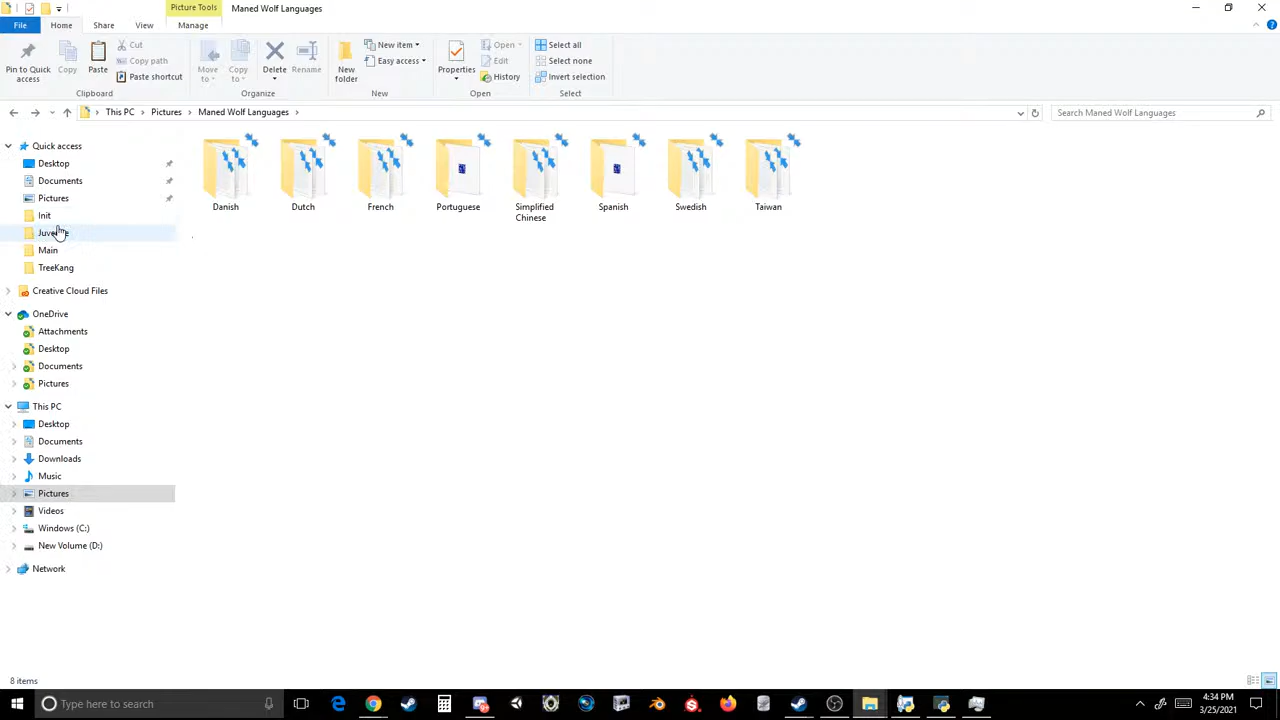 Picture Tools
Maned Wolf Languages
File
Home
Share
View
Manage
Pin to Quick access
Copy
Paste
Cut
Copy path
Paste shortcut
Clipboard
Move to
Copy to
Delete
Rename
Organize
New folder
New item
Easy access
New
Properties
Open
Edit
History
Open
Select all
Select none
Invert selection
Select
This PC
Pictures
Maned Wolf Languages
Search Maned Wolf Languages
Quick access
Desktop
Documents
Pictures
Init
Main
TreeKang
Creative Cloud Files
OneDrive
Attachments
Desktop
Documents
Pictures
This PC
Desktop
Documents
Downloads
Music
Pictures
Videos
Windows (C:)
New Volume (D:)
Network
Danish
Dutch
French
Portuguese
Simplified
Chinese
Spanish
Swedish
Taiwan
8 items
Type here to search
4:34 PM
3/25/2021